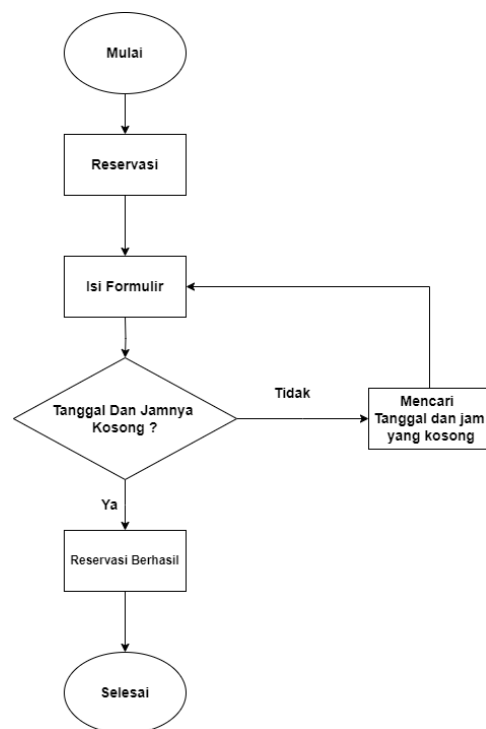 Mulai
Reservasi
Isi Formulir
Tanggal Dan Jamnya
Kosong ?
Tidak
Mencari
Tanggal dan jam
yang kosong
Ya
Reservasi Berhasil
Selesai